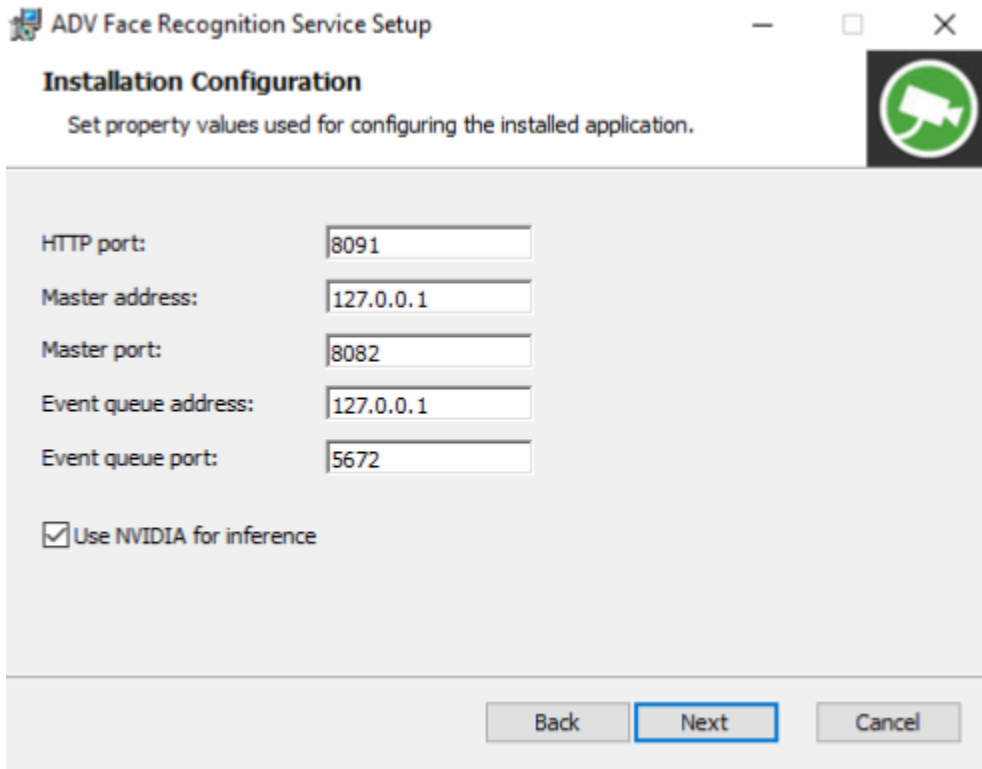 ADV Face Recognition Service Setup
Installation Configuration
Set property values used for configuring the installed application.
HTTP port: 8091
Master address: 127.0.0.1
Master port: 8082
Event queue address: 127.0.0.1
Event queue port: 5672
Use NVIDIA for inference
Back Next Cancel